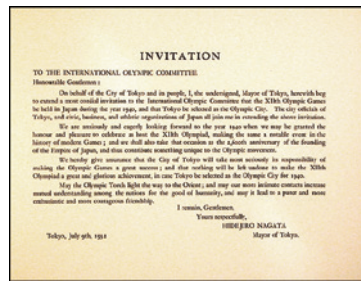 INVITATION
TO THE INTERNATIONAL OLYMPIC COMMITTEE.
Honourable Gentlemen:
On behalf of the City of Tokyo and its people, I, the undersigned, Mayor of Tokyo, herewith beg
to extend a most cordial invitation to the International Olympic Committee that the XIIth Olympic Games
be held in Japan during the year 1940, and that Tokyo be selected as the Olympic City. The city officials of
Tokyo, and civic, business, and athletic organizations of Japan all join me in extending the above invitation.
We are anxiously and eagerly looking forward to the year 1940 when we may be granted the
honour and pleasure to celebrate as host the XIIth Olympiad, making the same a notable event in the
history of modern Games; and we shall also take that occasion as the 2,600th anniversary of the founding
of the Empire of Japan, and thus constitute something unique to the Olympic movement.
We hereby give assurance that the City of Tokyo will take most seriously its responsibility of
making the Olympic Games a great success; and that nothing will be left undone to make the XIIth
Olympiad a great and glorious achievement, in case Tokyo be selected as the Olympic City for 1940.
May the Olympic Torch light the way to the Orient; and may our more intimate contacts increase
mutual understanding among the nations for the good of humanity, and may it lead to a purer and more
enthusiastic and more courageous friendship.
I remain, Gentlemen,
Yours respectfully,
HIDEJIRO NAGATA
Tokyo, July 9th, 1932 Mayor of Tokyo.